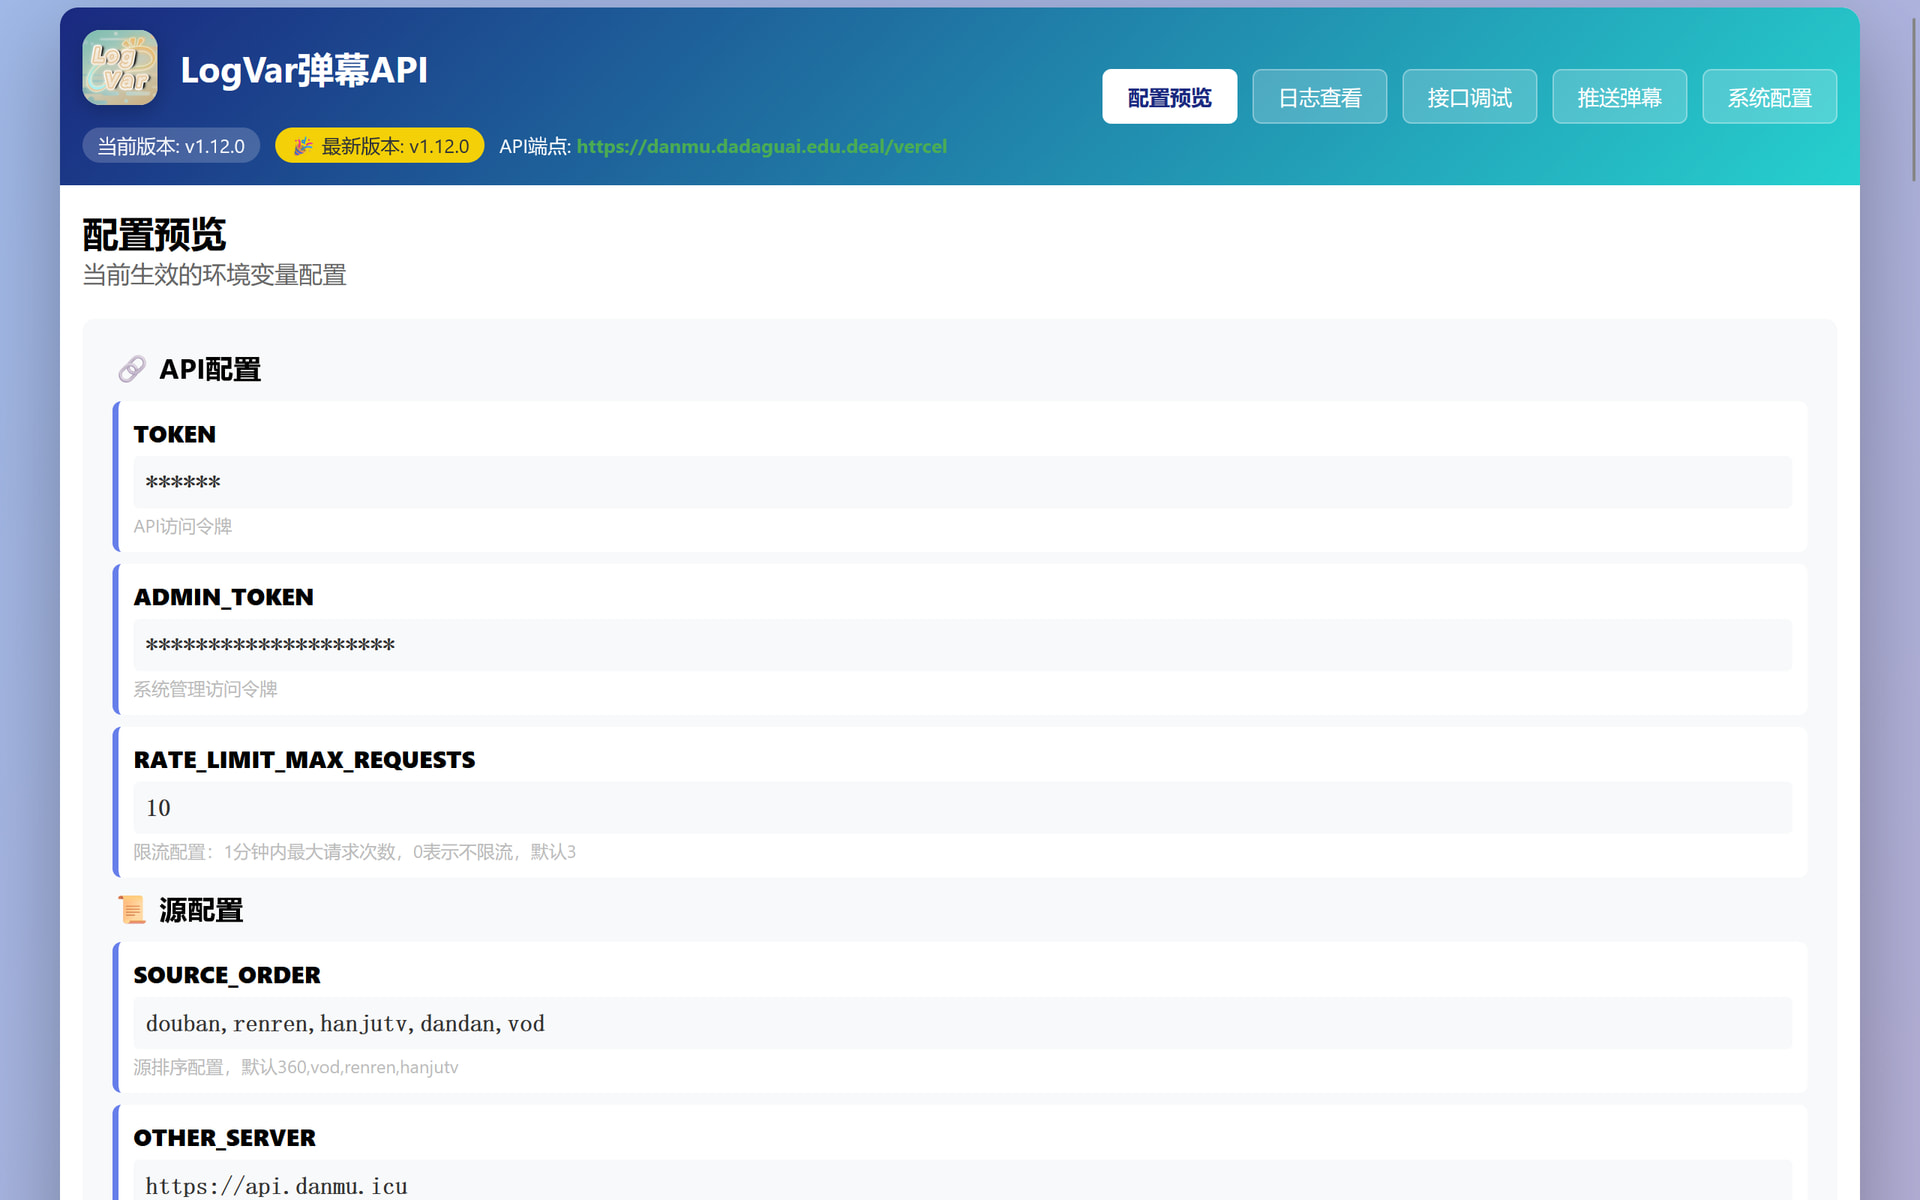 Log
Var
LogVar弹幕API
配置预览
日志查看
接口调试
推送弹幕
系统配置
当前版本: v1.12.0
🎉 最新版本: v1.12.0
API端点: https://danmu.dadaguai.edu.deal/vercel
配置预览
当前生效的环境变量配置
🔗 API配置
TOKEN
******
API访问令牌
ADMIN_TOKEN
********************
系统管理访问令牌
RATE_LIMIT_MAX_REQUESTS
10
限流配置：1分钟内最大请求次数，0表示不限流，默认3
📜 源配置
SOURCE_ORDER
douban,renren,hanjutv,dandan,vod
源排序配置，默认360,vod,renren,hanjutv
OTHER_SERVER
https://api.danmu.icu